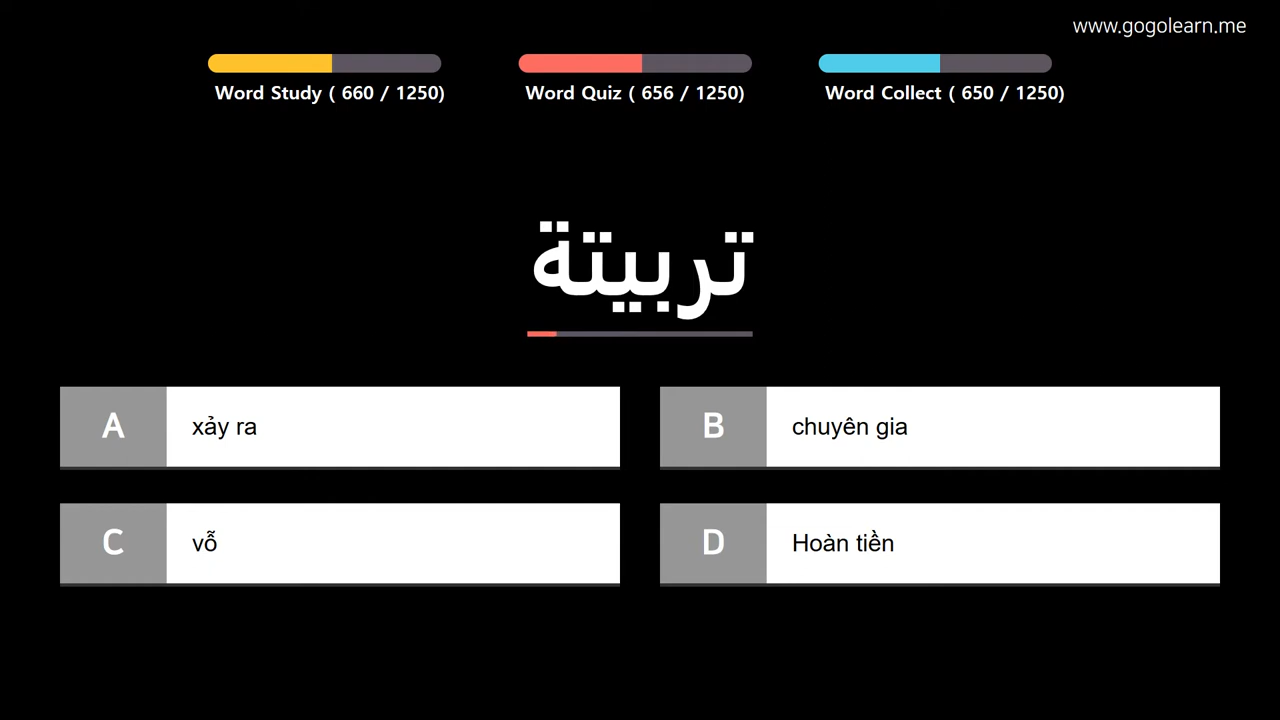 www.gogolearn.me
Word Study ( 660 / 1250)
Word Quiz ( 656 / 1250)
Word Collect ( 650 / 1250)
تربيتة
A xảy ra
B chuyên gia
C vỗ
D Hoàn tiền